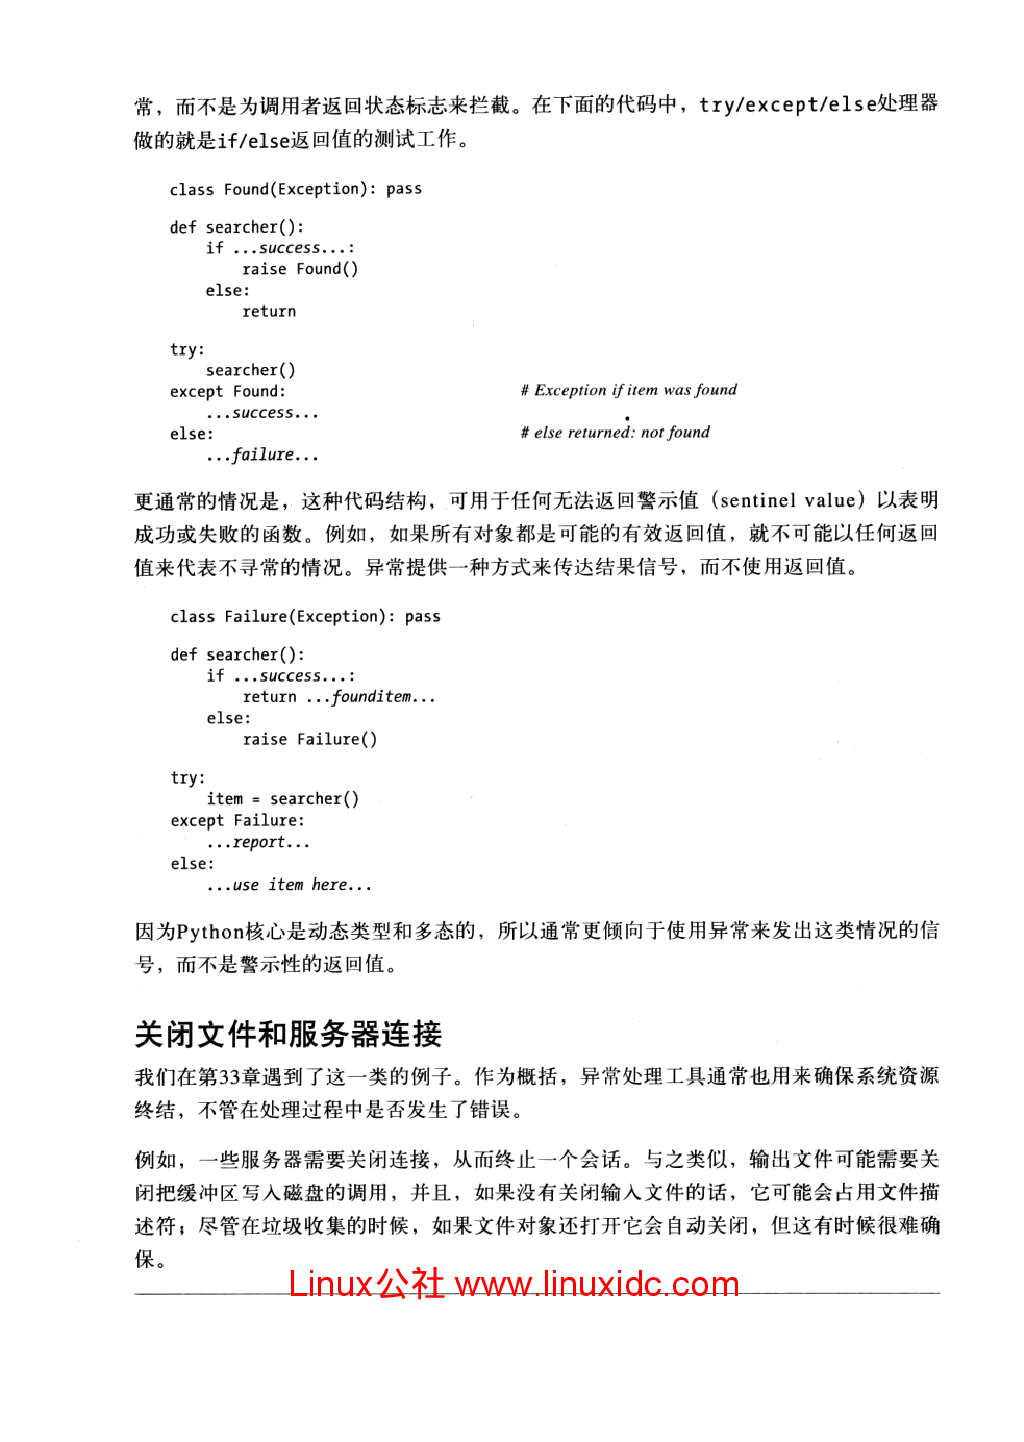 常，而不是为调用者返回状态标志来拦截。在下面的代码中，try/except/else处理器
做的就是if/else返回值的测试工作。
class Found(Exception): pass
def searcher():
    if ...success...:
        raise Found()
    else:
        return
try:
    searcher()
except Found:                # Exception if item was found
    ...success...
else:                        # else returned: not found
    ...failure...
更通常的情况是，这种代码结构，可用于任何无法返回警示值（sentinel value）以表明
成功或失败的函数。例如，如果所有对象都是可能的有效返回值，就不可能以任何返回
值来代表不寻常的情况。异常提供一种方式来传达结果信号，而不使用返回值。
class Failure(Exception): pass
def searcher():
    if ...success...:
        return ...founditem...
    else:
        raise Failure()
try:
    item = searcher()
except Failure:
    ...report...
else:
    ...use item here...
因为Python核心是动态类型和多态的，所以通常更倾向于使用异常来发出这类情况的信
号，而不是警示性的返回值。
关闭文件和服务器连接
我们在第33章遇到了这一类的例子。作为概括，异常处理工具通常也用来确保系统资源
终结，不管在处理过程中是否发生了错误。
例如，一些服务器需要关闭连接，从而终止一个会话。与之类似，输出文件可能需要关
闭把缓冲区写入磁盘的调用，并且，如果没有关闭输入文件的话，它可能会占用文件描
述符；尽管在垃圾收集的时候，如果文件对象还打开它会自动关闭，但这有时候很难确
保。
Linux公社 www.linuxidc.com